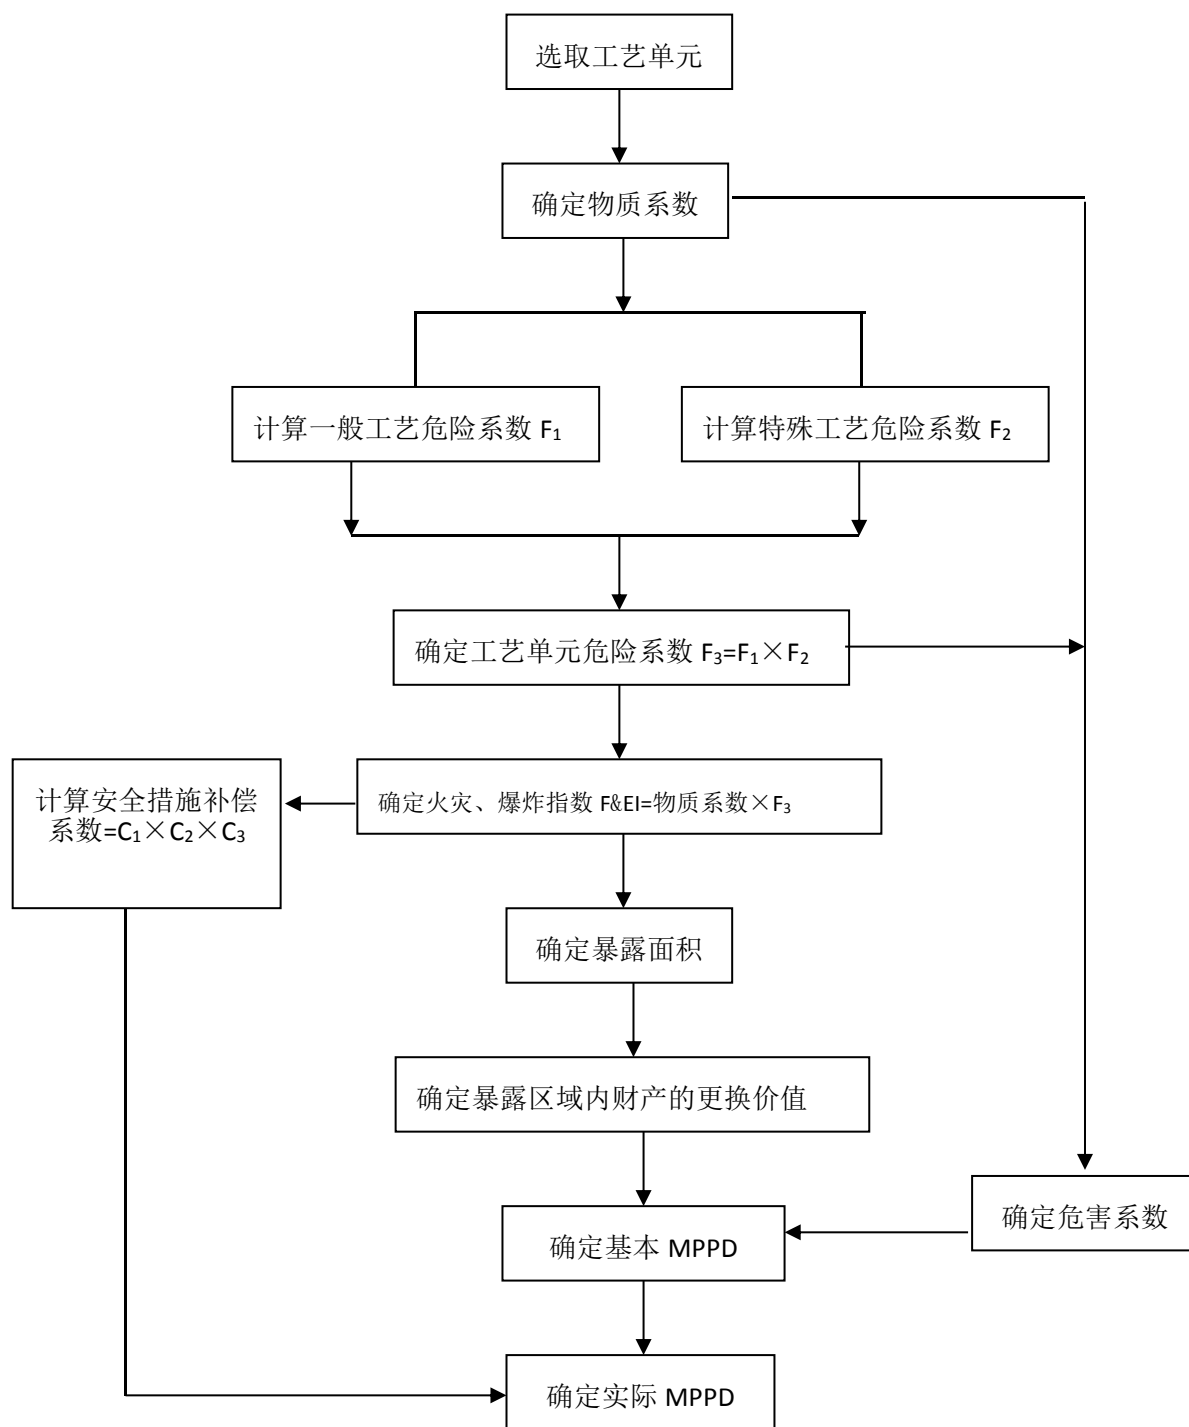 选取工艺单元
确定物质系数
计算一般工艺危险系数 F₁
计算特殊工艺危险系数 F₂
确定工艺单元危险系数 F₃=F₁×F₂
计算安全措施补偿
系数=C₁×C₂×C₃
确定火灾、爆炸指数 F&EI=物质系数×F₃
确定暴露面积
确定暴露区域内财产的更换价值
确定危害系数
确定基本 MPPD
确定实际 MPPD